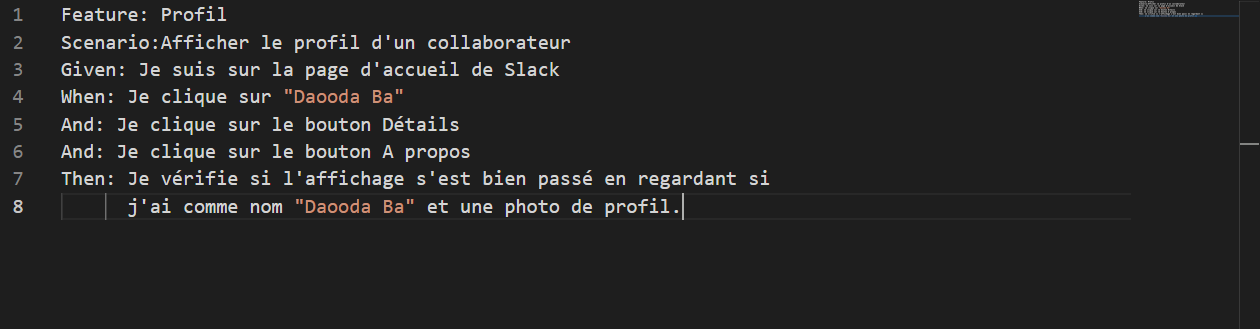 1 Feature: Profil
2 Scenario:Afficher le profil d'un collaborateur
3 Given: Je suis sur la page d'accueil de Slack
4 When: Je clique sur "Daooda Ba"
5 And: Je clique sur le bouton Détails
6 And: Je clique sur le bouton A propos
7 Then: Je vérifie si l'affichage s'est bien passé en regardant si
8 j'ai comme nom "Daooda Ba" et une photo de profil.